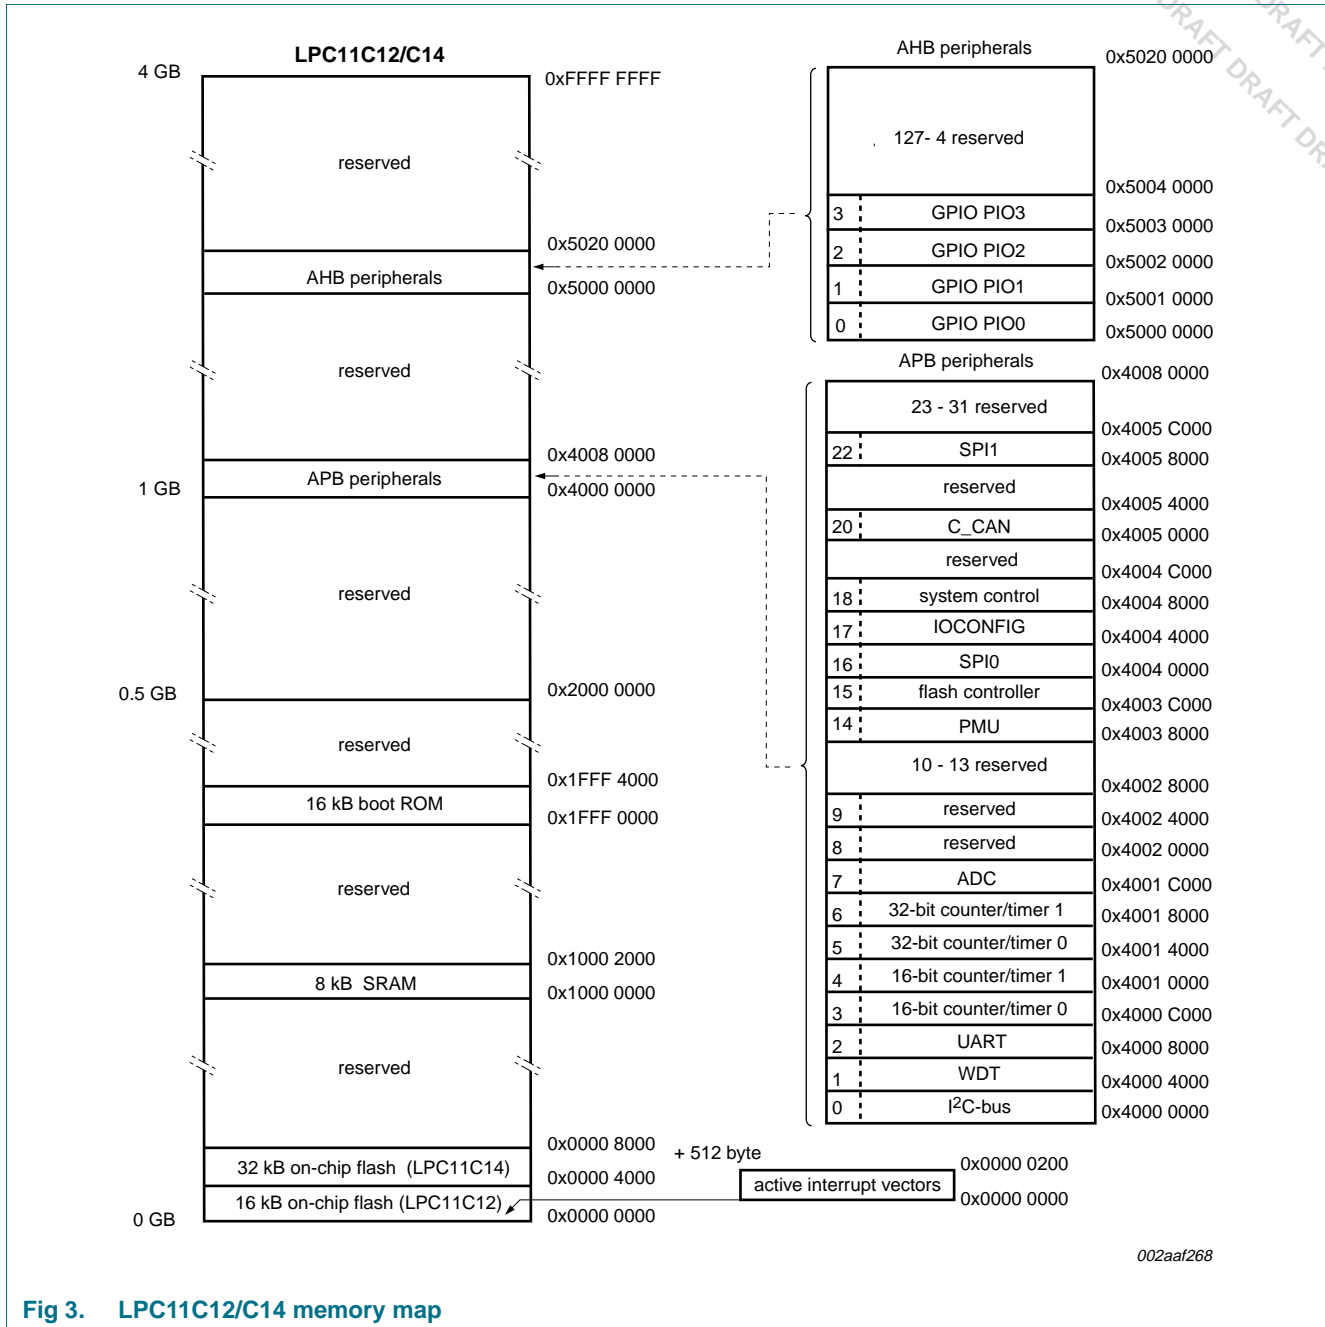 LPC11C12/C14
4 GB
0xFFFF FFFF
reserved
0x5020 0000
AHB peripherals
0x5000 0000
reserved
0x4008 0000
APB peripherals
1 GB
0x4000 0000
reserved
0.5 GB
0x2000 0000
reserved
0x1FFF 4000
16 kB boot ROM
0x1FFF 0000
reserved
0x1000 2000
8 kB SRAM
0x1000 0000
reserved
0x0000 8000
32 kB on-chip flash (LPC11C14)
0x0000 4000
16 kB on-chip flash (LPC11C12)
0 GB
0x0000 0000
+ 512 byte
active interrupt vectors
0x0000 0200
0x0000 0000
AHB peripherals
0x5020 0000
127- 4 reserved
0x5004 0000
3 GPIO PIO3
0x5003 0000
2 GPIO PIO2
0x5002 0000
1 GPIO PIO1
0x5001 0000
0 GPIO PIO0
0x5000 0000
APB peripherals
0x4008 0000
23 - 31 reserved
0x4005 C000
22 SPI1
0x4005 8000
reserved
0x4005 4000
20 C_CAN
0x4005 0000
reserved
0x4004 C000
18 system control
0x4004 8000
17 IOCONFIG
0x4004 4000
16 SPI0
0x4004 0000
15 flash controller
0x4003 C000
14 PMU
0x4003 8000
10 - 13 reserved
0x4002 8000
9 reserved
0x4002 4000
8 reserved
0x4002 0000
7 ADC
0x4001 C000
6 32-bit counter/timer 1
0x4001 8000
5 32-bit counter/timer 0
0x4001 4000
4 16-bit counter/timer 1
0x4001 0000
3 16-bit counter/timer 0
0x4000 C000
2 UART
0x4000 8000
1 WDT
0x4000 4000
0 I2C-bus
0x4000 0000
002aaf268
Fig 3. LPC11C12/C14 memory map
DRAFT DRAFT
DRAFT